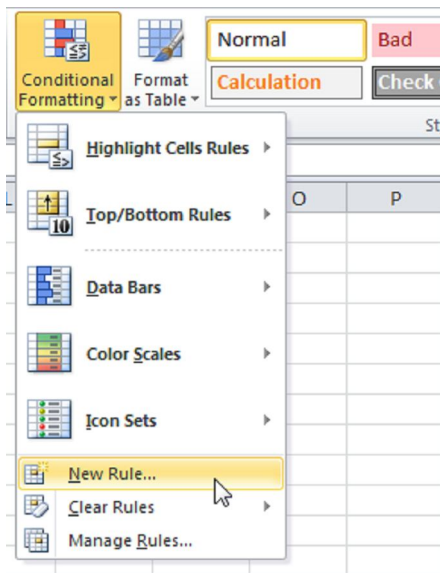 Normal
Bad
Conditional Formatting
Format as Table
Calculation
Check
St
Highlight Cells Rules
O
P
Top/Bottom Rules
10
Data Bars
Color Scales
Icon Sets
New Rule...
Clear Rules
Manage Rules...